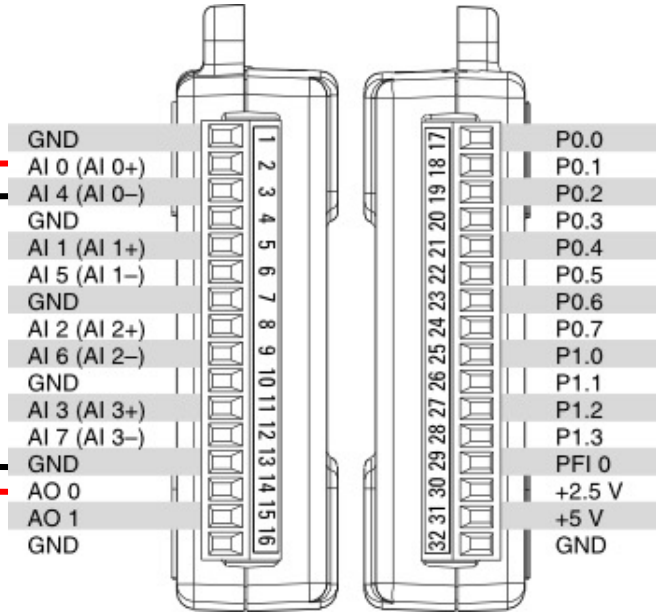 GND 1
AI 0 (AI 0+) 2
AI 4 (AI 0–) 3
GND 4
AI 1 (AI 1+) 5
AI 5 (AI 1–) 6
GND 7
AI 2 (AI 2+) 8
AI 6 (AI 2–) 9
GND 10
AI 3 (AI 3+) 11
AI 7 (AI 3–) 12
GND 13
AO 0 14
AO 1 15
GND 16
17 P0.0
18 P0.1
19 P0.2
20 P0.3
21 P0.4
22 P0.5
23 P0.6
24 P0.7
25 P1.0
26 P1.1
27 P1.2
28 P1.3
29 PFI 0
30 +2.5 V
31 +5 V
32 GND